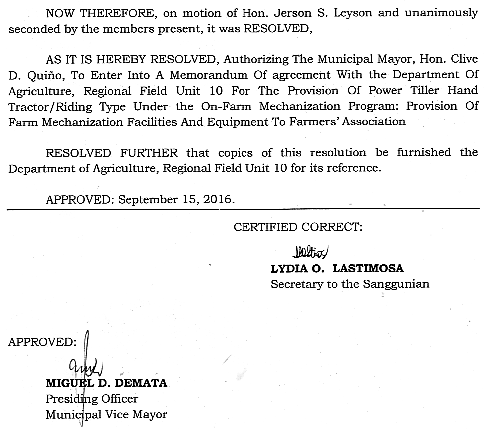 NOW THEREFORE, on motion of Hon. Jerson S. Leyson and unanimously
seconded by the members present, it was RESOLVED,
AS IT IS HEREBY RESOLVED, Authorizing The Municipal Mayor, Hon. Clive
D. Quiño, To Enter Into A Memorandum Of agreement With the Department Of
Agriculture, Regional Field Unit 10 For The Provision Of Power Tiller Hand
Tractor/Riding Type Under the On-Farm Mechanization Program: Provision Of
Farm Mechanization Facilities And Equipment To Farmers' Association
RESOLVED FURTHER that copies of this resolution be furnished the
Department of Agriculture, Regional Field Unit 10 for its reference.
APPROVED: September 15, 2016.
CERTIFIED CORRECT:
LYDIA O. LASTIMOSA
Secretary to the Sanggunian
APPROVED:
MIGUEL D. DEMATA
Presiding Officer
Municipal Vice Mayor